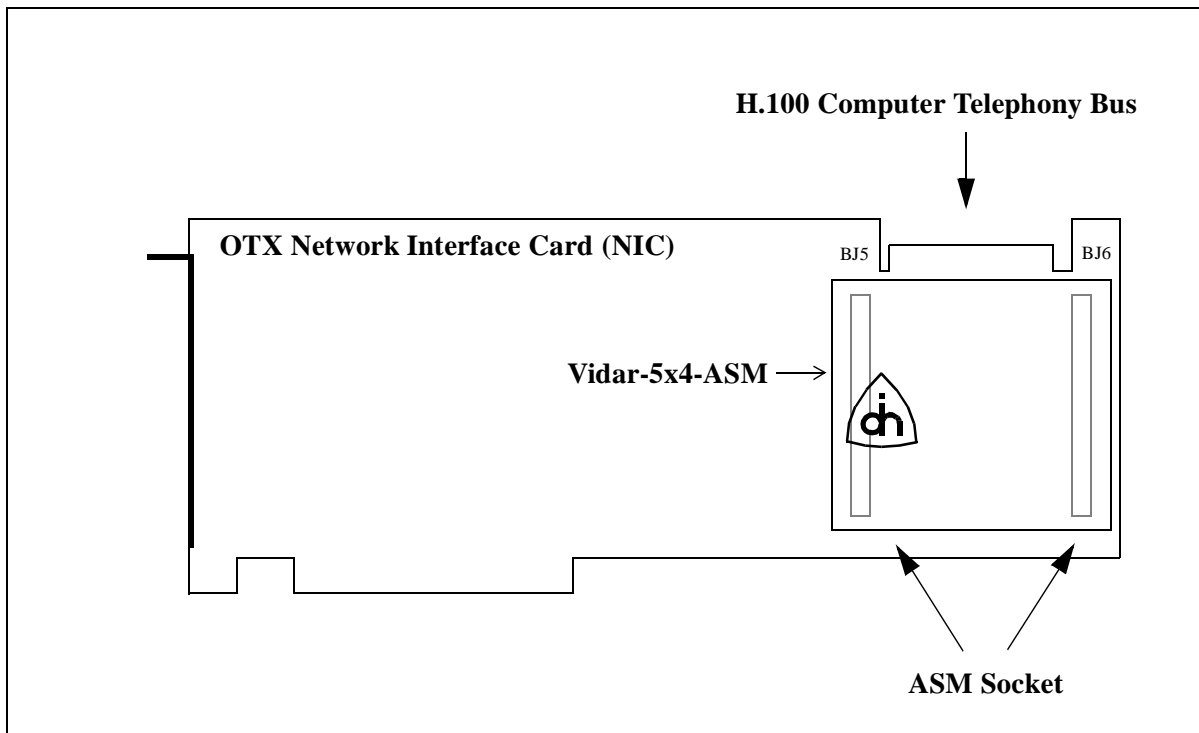 H.100 Computer Telephony Bus
OTX Network Interface Card (NIC)
BJ5
BJ6
Vidar-5x4-ASM
ASM Socket